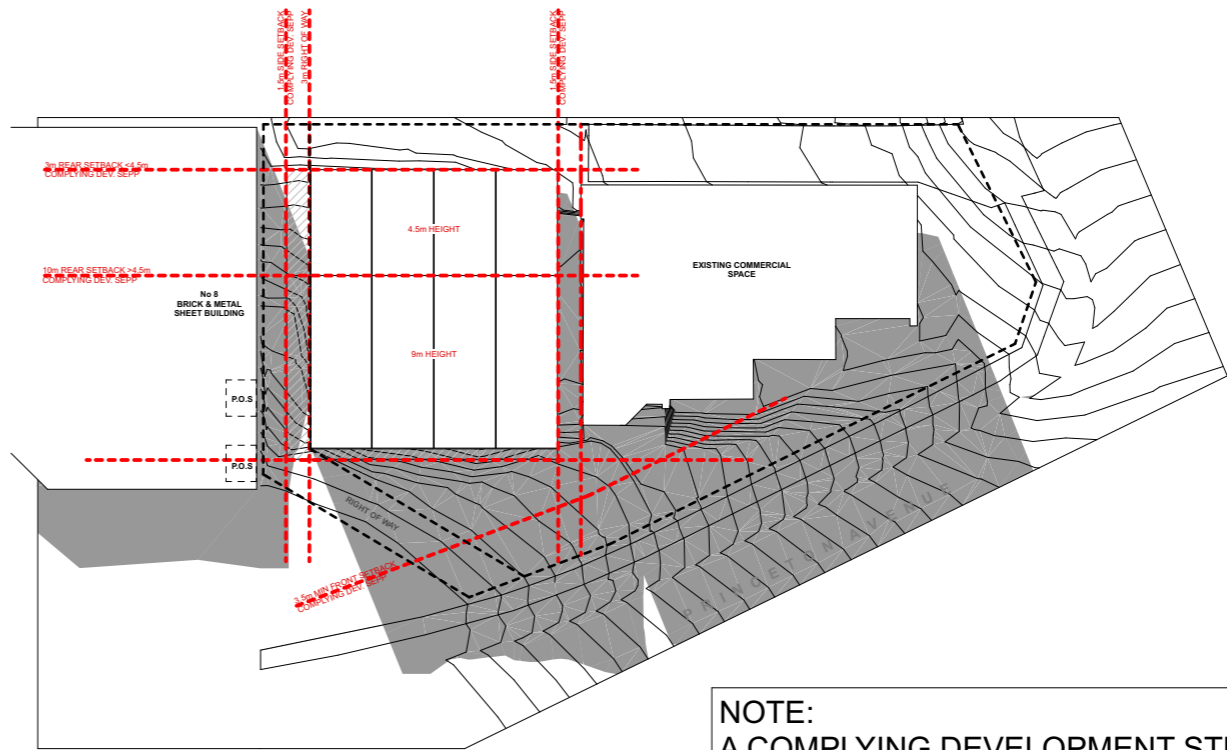 1.5m SIDE SETBACK
COMPLYING DEV. SEPP
3m RIGHT OF WAY
1.5m SIDE SETBACK
COMPLYING DEV. SEPP
3m REAR SETBACK <4.5m
COMPLYING DEV. SEPP
4.5m HEIGHT
10m REAR SETBACK >4.5m
COMPLYING DEV. SEPP
EXISTING COMMERCIAL
SPACE
No 8
BRICK & METAL
SHEET BUILDING
9m HEIGHT
P.O.S
P.O.S
RIGHT OF WAY
3.5m MIN FRONT SETBACK
COMPLYING DEV. SEPP
PRINCETON AVENUE
NOTE: